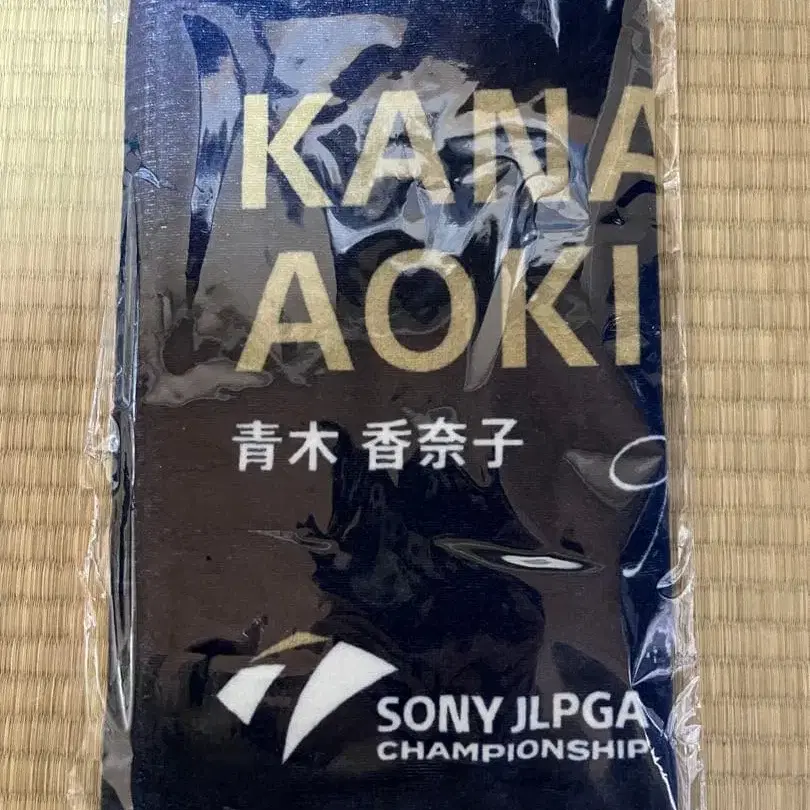 KANA
AOKI
青木 香奈子
SONY JLPGA
CHAMPIONSHIP